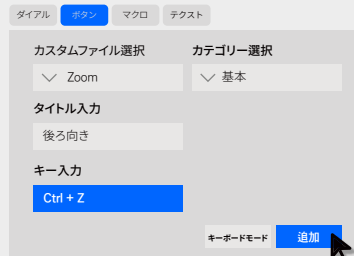 ダイアル ボタン マクロ テクスト
カスタムファイル選択 カテゴリー選択
Zoom 基本
タイトル入力
後ろ向き
キー入力
Ctrl + Z
キーボードモード 追加